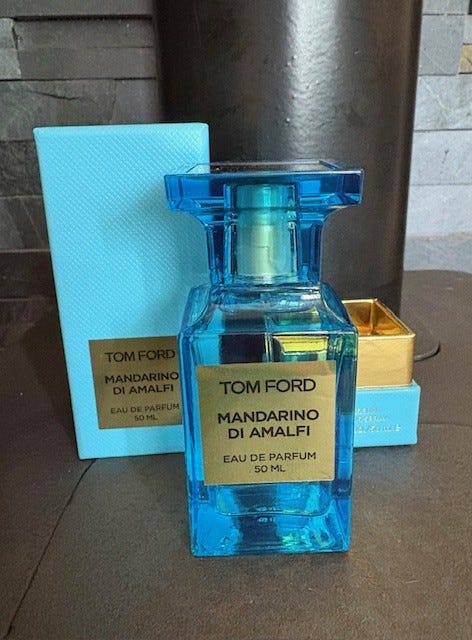 TOM FORD
MANDARINO
DI AMALFI
EAU DE PARFUM
50 ML
TOM FORD
MANDARINO
DI AMALFI
EAU DE PARFUM
50 ML